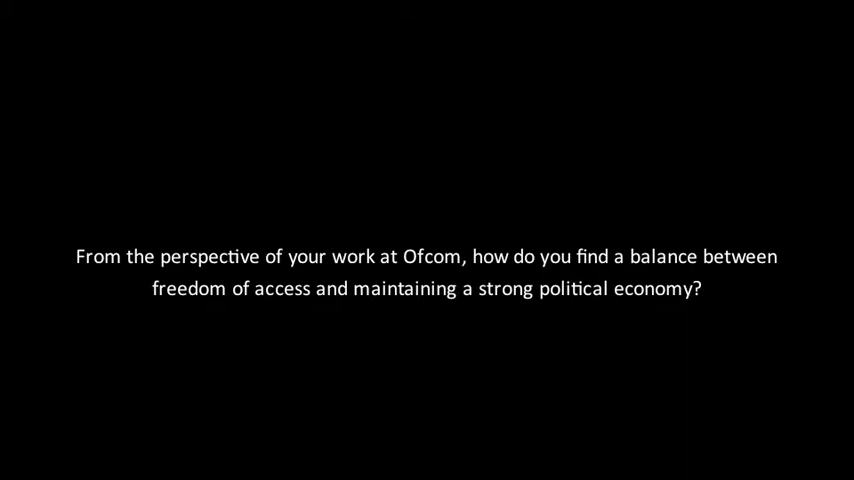 From the perspective of your work at Ofcom, how do you find a balance between
freedom of access and maintaining a strong political economy?